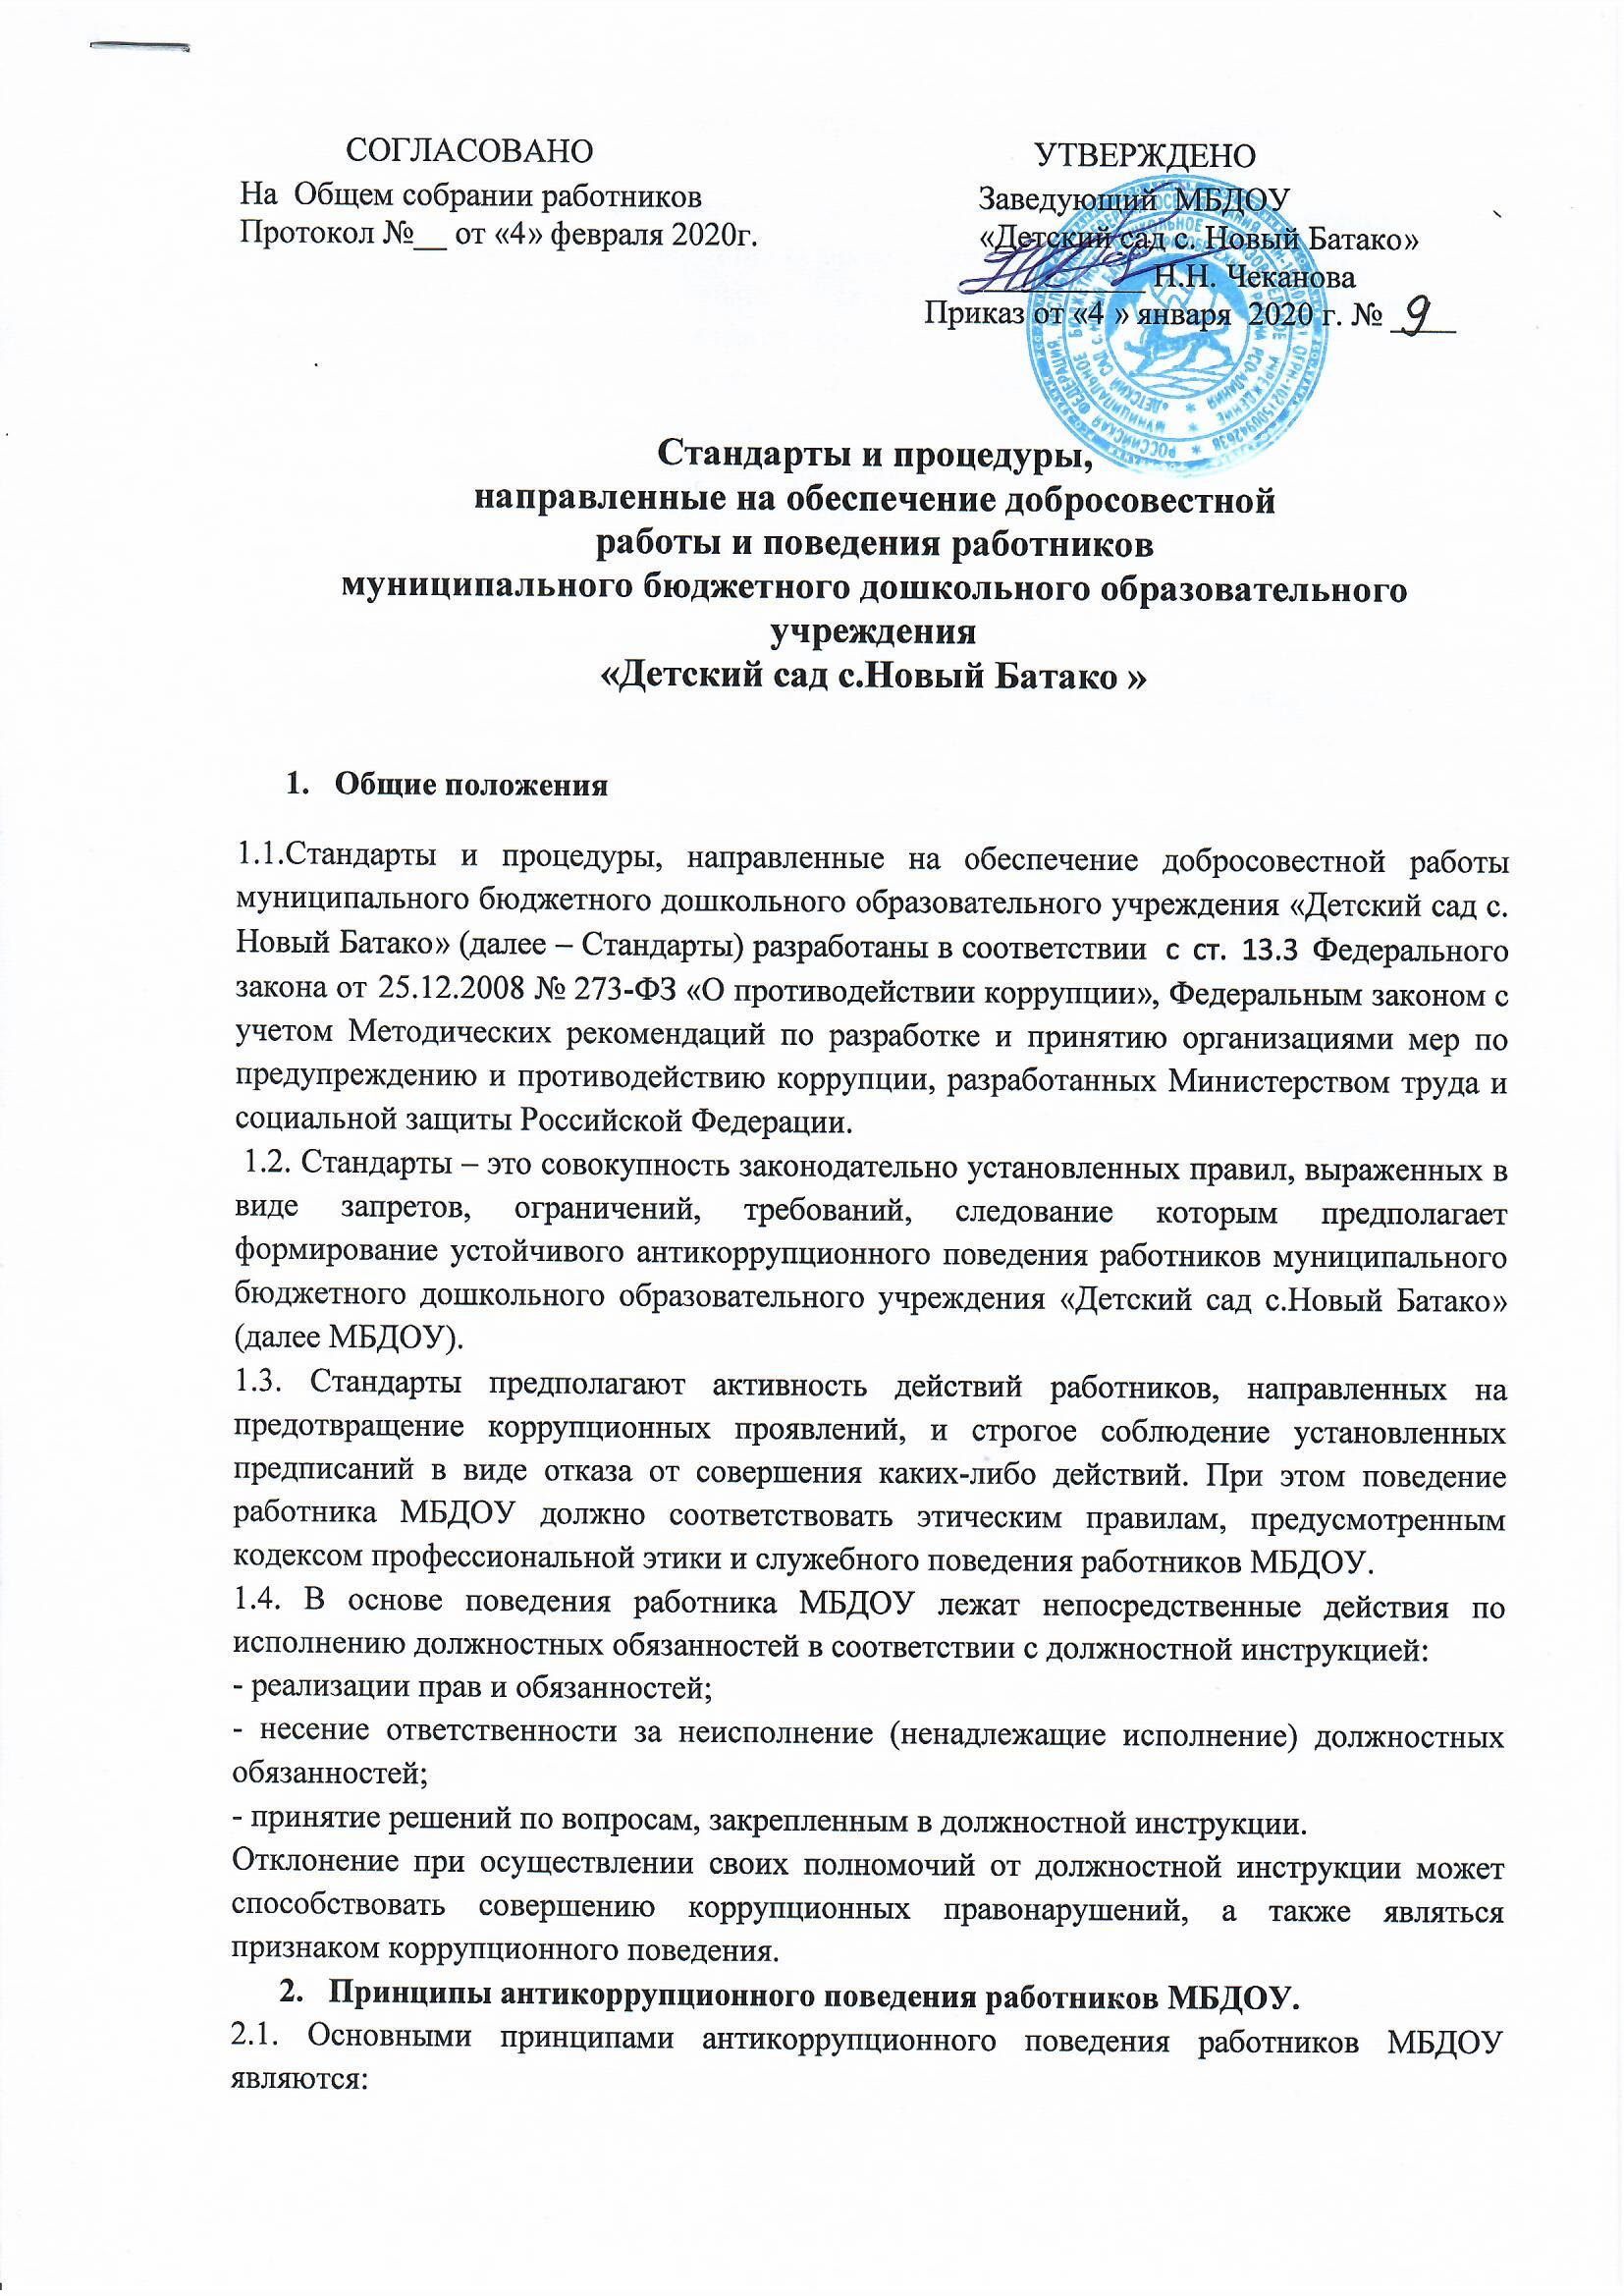 СОГЛАСОВАНО
На Общем собрании работников
Протокол №__ от «4» февраля 2020г.
УТВЕРЖДЕНО
Заведующий МБДОУ
«Детский сад с. Новый Батако»
___________ Н.Н. Чеканова
Приказ от «4 » января 2020 г. № 9
Стандарты и процедуры,
направленные на обеспечение добросовестной
работы и поведения работников
муниципального бюджетного дошкольного образовательного
учреждения
«Детский сад с.Новый Батако »
1. Общие положения
1.1.Стандарты и процедуры, направленные на обеспечение добросовестной работы
муниципального бюджетного дошкольного образовательного учреждения «Детский сад с.
Новый Батако» (далее – Стандарты) разработаны в соответствии с ст. 13.3 Федерального
закона от 25.12.2008 № 273-ФЗ «О противодействии коррупции», Федеральным законом с
учетом Методических рекомендаций по разработке и принятию организациями мер по
предупреждению и противодействию коррупции, разработанных Министерством труда и
социальной защиты Российской Федерации.
1.2. Стандарты – это совокупность законодательно установленных правил, выраженных в
виде запретов, ограничений, требований, следование которым предполагает
формирование устойчивого антикоррупционного поведения работников муниципального
бюджетного дошкольного образовательного учреждения «Детский сад с.Новый Батако»
(далее МБДОУ).
1.3. Стандарты предполагают активность действий работников, направленных на
предотвращение коррупционных проявлений, и строгое соблюдение установленных
предписаний в виде отказа от совершения каких-либо действий. При этом поведение
работника МБДОУ должно соответствовать этическим правилам, предусмотренным
кодексом профессиональной этики и служебного поведения работников МБДОУ.
1.4. В основе поведения работника МБДОУ лежат непосредственные действия по
исполнению должностных обязанностей в соответствии с должностной инструкцией:
- реализации прав и обязанностей;
- несение ответственности за неисполнение (ненадлежащие исполнение) должностных
обязанностей;
- принятие решений по вопросам, закрепленным в должностной инструкции.
Отклонение при осуществлении своих полномочий от должностной инструкции может
способствовать совершению коррупционных правонарушений, а также являться
признаком коррупционного поведения.
2. Принципы антикоррупционного поведения работников МБДОУ.
2.1. Основными принципами антикоррупционного поведения работников МБДОУ
являются: